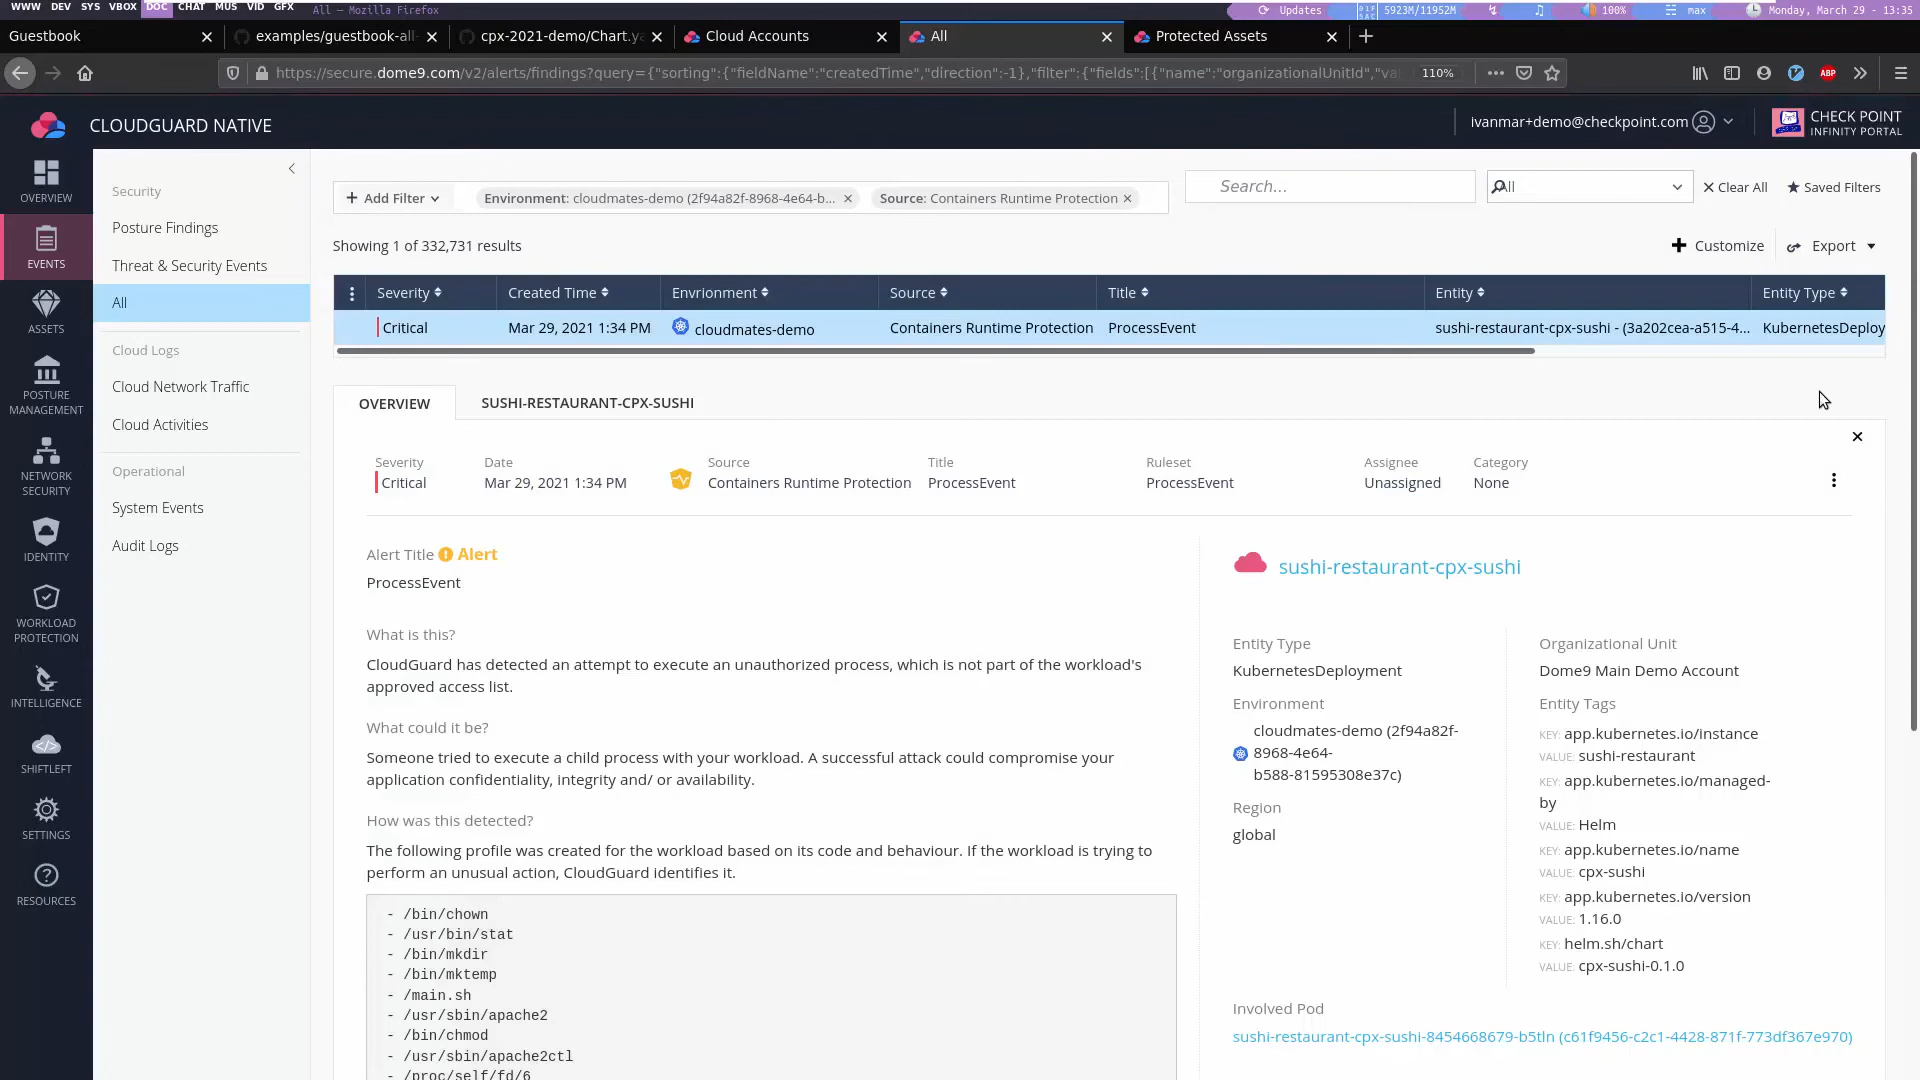 WWW DEV SYS VBOX DOC CHAT MUS VID GFX All — Mozilla Firefox
Updates 5923M/11952M 100% max Monday, March 29 - 13:35
Guestbook
examples/guestbook-all-
cpx-2021-demo/Chart.ya
Cloud Accounts
All
Protected Assets
https://secure.dome9.com/v2/alerts/findings?query={"sorting":{"fieldName":"createdTime","direction":-1},"filter":{"fields":[{"name":"organizationalUnitId","va
110%
ABP
CLOUDGUARD NATIVE
ivanmar+demo@checkpoint.com
CHECK POINT
INFINITY PORTAL
OVERVIEW
EVENTS
ASSETS
POSTURE
MANAGEMENT
NETWORK
SECURITY
IDENTITY
WORKLOAD
PROTECTION
INTELLIGENCE
SHIFTLEFT
SETTINGS
RESOURCES
Security
Posture Findings
Threat & Security Events
All
Cloud Logs
Cloud Network Traffic
Cloud Activities
Operational
System Events
Audit Logs
Add Filter
Environment: cloudmates-demo (2f94a82f-8968-4e64-b...
Source: Containers Runtime Protection
Search...
All
Clear All
Saved Filters
Showing 1 of 332,731 results
Customize
Export
Severity Created Time Envrionment Source Title Entity Entity Type
Critical Mar 29, 2021 1:34 PM cloudmates-demo Containers Runtime Protection ProcessEvent sushi-restaurant-cpx-sushi - (3a202cea-a515-4... KubernetesDeploy
OVERVIEW
SUSHI-RESTAURANT-CPX-SUSHI
Severity Date Source Title Ruleset Assignee Category
Critical Mar 29, 2021 1:34 PM Containers Runtime Protection ProcessEvent ProcessEvent Unassigned None
Alert Title Alert
ProcessEvent
What is this?
CloudGuard has detected an attempt to execute an unauthorized process, which is not part of the workload's
approved access list.
What could it be?
Someone tried to execute a child process with your workload. A successful attack could compromise your
application confidentiality, integrity and/ or availability.
How was this detected?
The following profile was created for the workload based on its code and behaviour. If the workload is trying to
perform an unusual action, CloudGuard identifies it.
- /bin/chown
- /usr/bin/stat
- /bin/mkdir
- /bin/mktemp
- /main.sh
- /usr/sbin/apache2
- /bin/chmod
- /usr/sbin/apache2ctl
- /proc/self/fd/6
sushi-restaurant-cpx-sushi
Entity Type
KubernetesDeployment
Environment
cloudmates-demo (2f94a82f-
8968-4e64-
b588-81595308e37c)
Region
global
Organizational Unit
Dome9 Main Demo Account
Entity Tags
KEY: app.kubernetes.io/instance
VALUE: sushi-restaurant
KEY: app.kubernetes.io/managed-
by
VALUE: Helm
KEY: app.kubernetes.io/name
VALUE: cpx-sushi
KEY: app.kubernetes.io/version
VALUE: 1.16.0
KEY: helm.sh/chart
VALUE: cpx-sushi-0.1.0
Involved Pod
sushi-restaurant-cpx-sushi-8454668679-b5tln (c61f9456-c2c1-4428-871f-773df367e970)